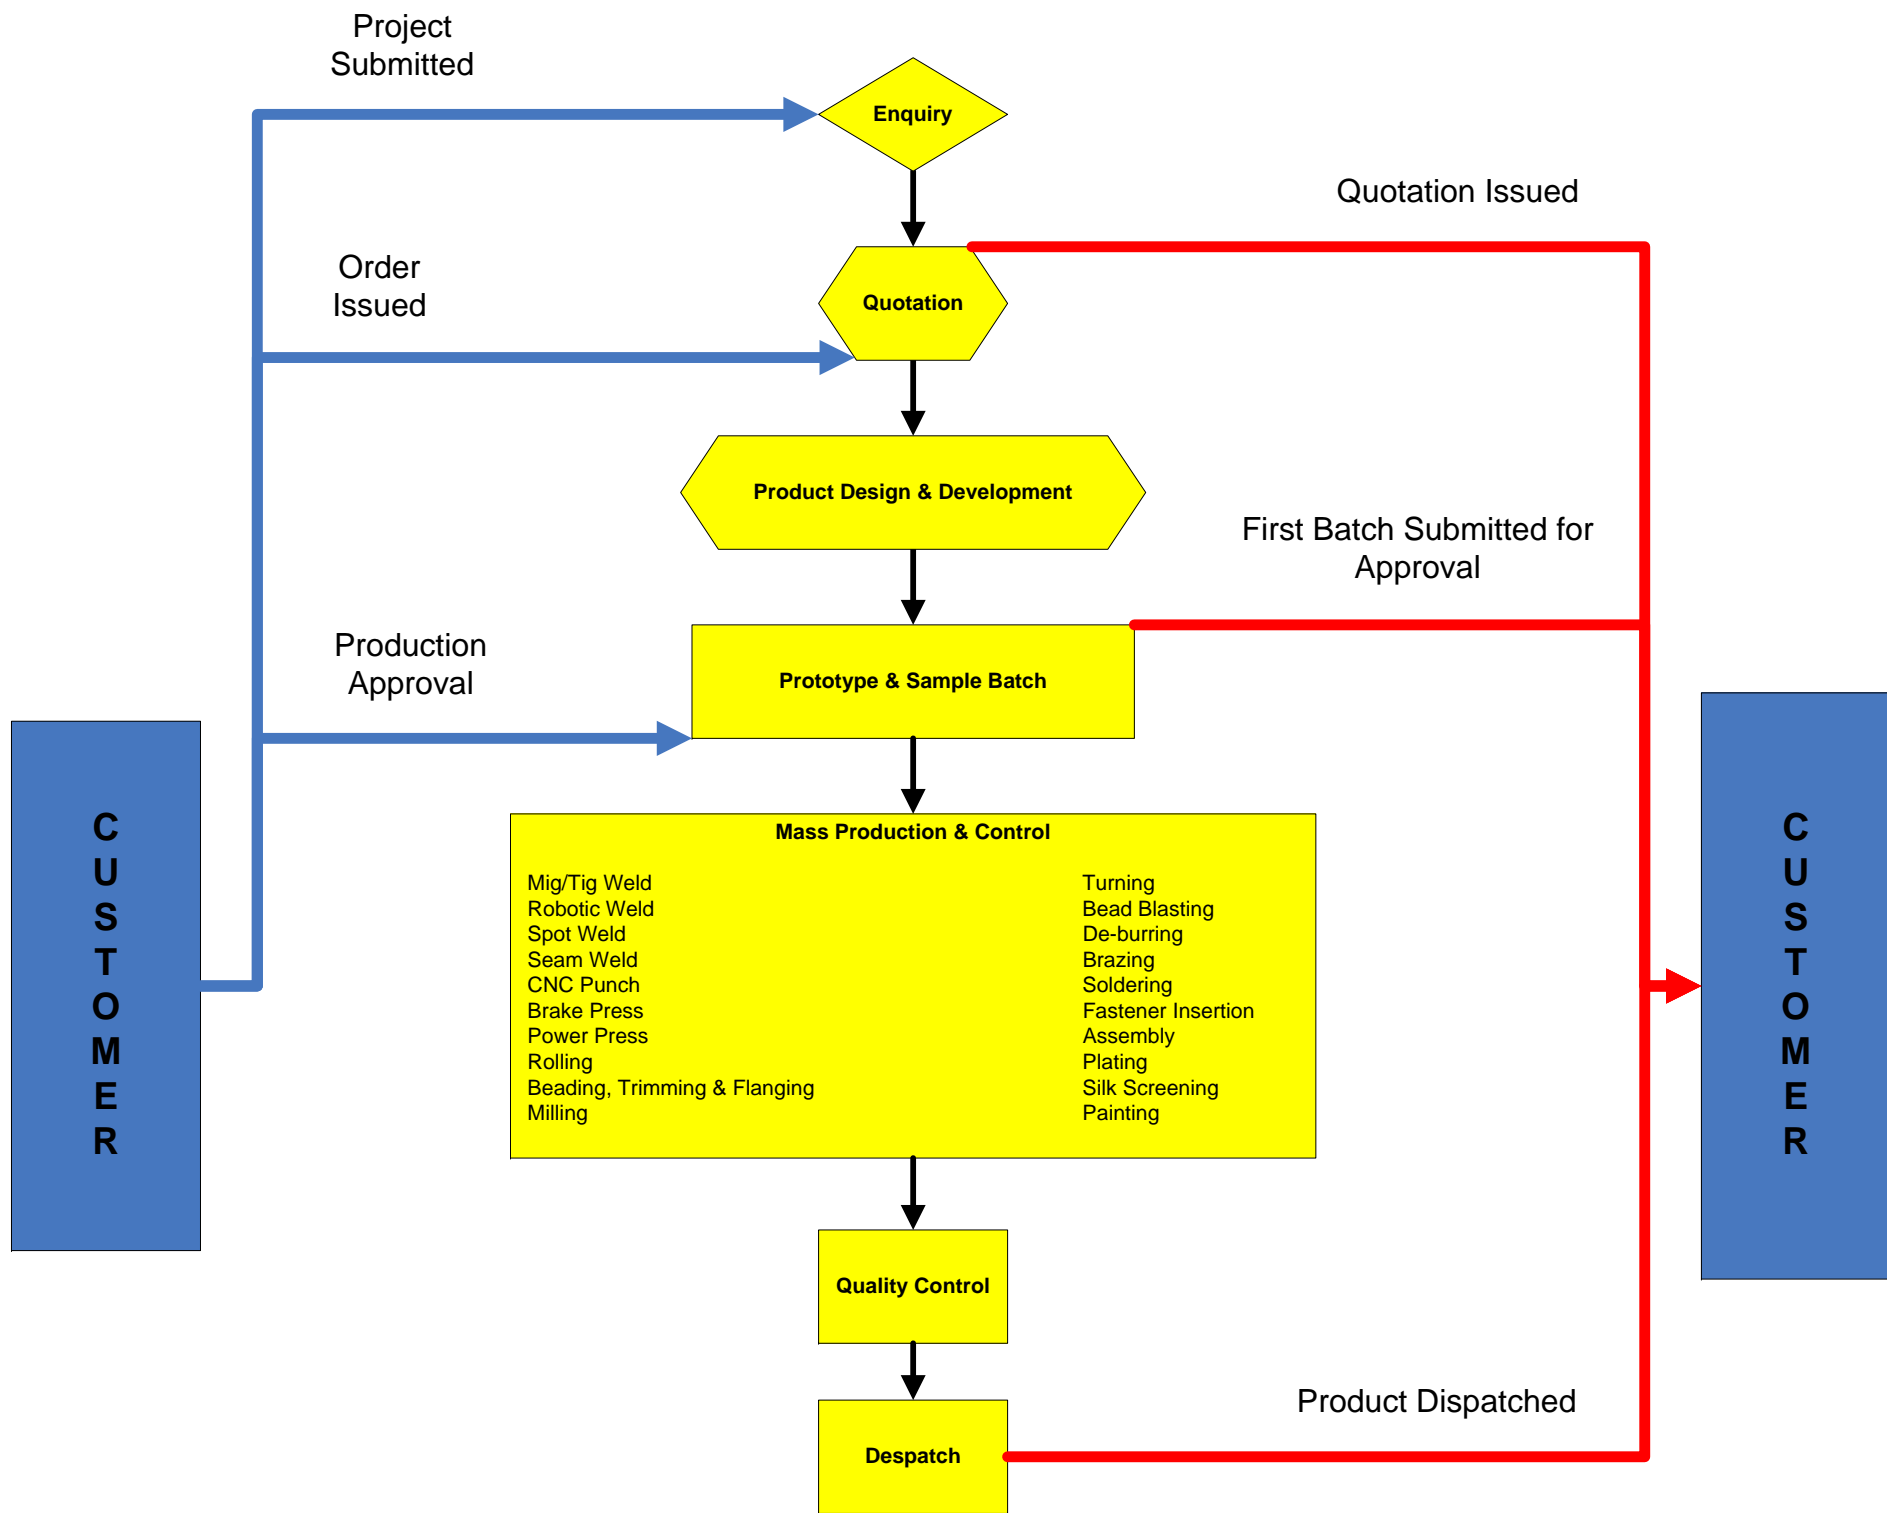 Project
Submitted
Enquiry
Quotation Issued
Order
Issued
Quotation
Product Design & Development
First Batch Submitted for
Approval
Production
Approval
Prototype & Sample Batch
C
U
S
T
O
M
E
R
Mass Production & Control
Mig/Tig Weld
Robotic Weld
Spot Weld
Seam Weld
CNC Punch
Brake Press
Power Press
Rolling
Beading, Trimming & Flanging
Milling
Turning
Bead Blasting
De-burring
Brazing
Soldering
Fastener Insertion
Assembly
Plating
Silk Screening
Painting
C
U
S
T
O
M
E
R
Quality Control
Product Dispatched
Despatch